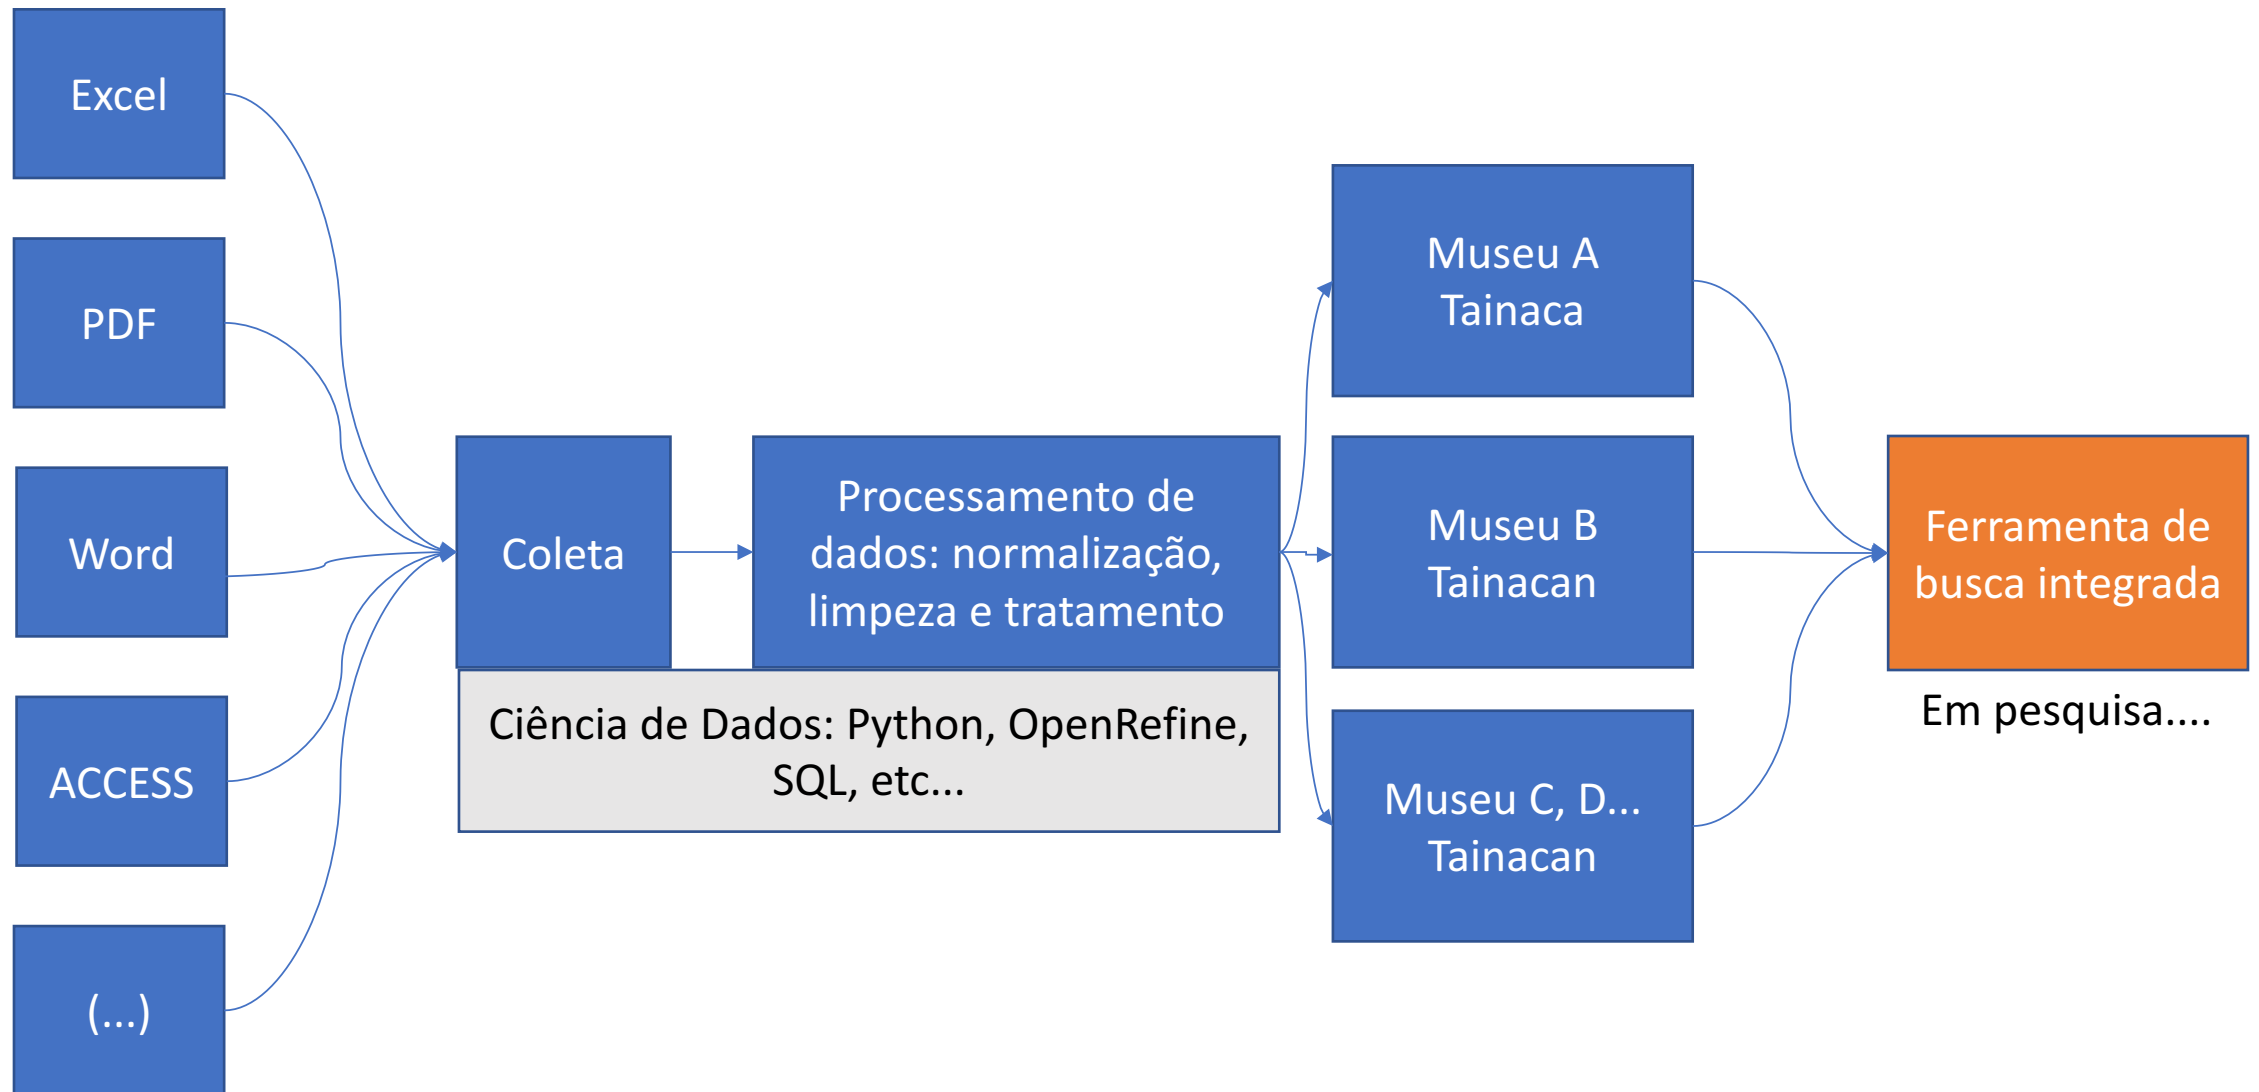 Excel
PDF
Word
ACCESS
(...)
Coleta
Processamento de
dados: normalização,
limpeza e tratamento
Ciência de Dados: Python, OpenRefine,
SQL, etc...
Museu A
Tainaca
Museu B
Tainacan
Museu C, D...
Tainacan
Ferramenta de
busca integrada
Em pesquisa....